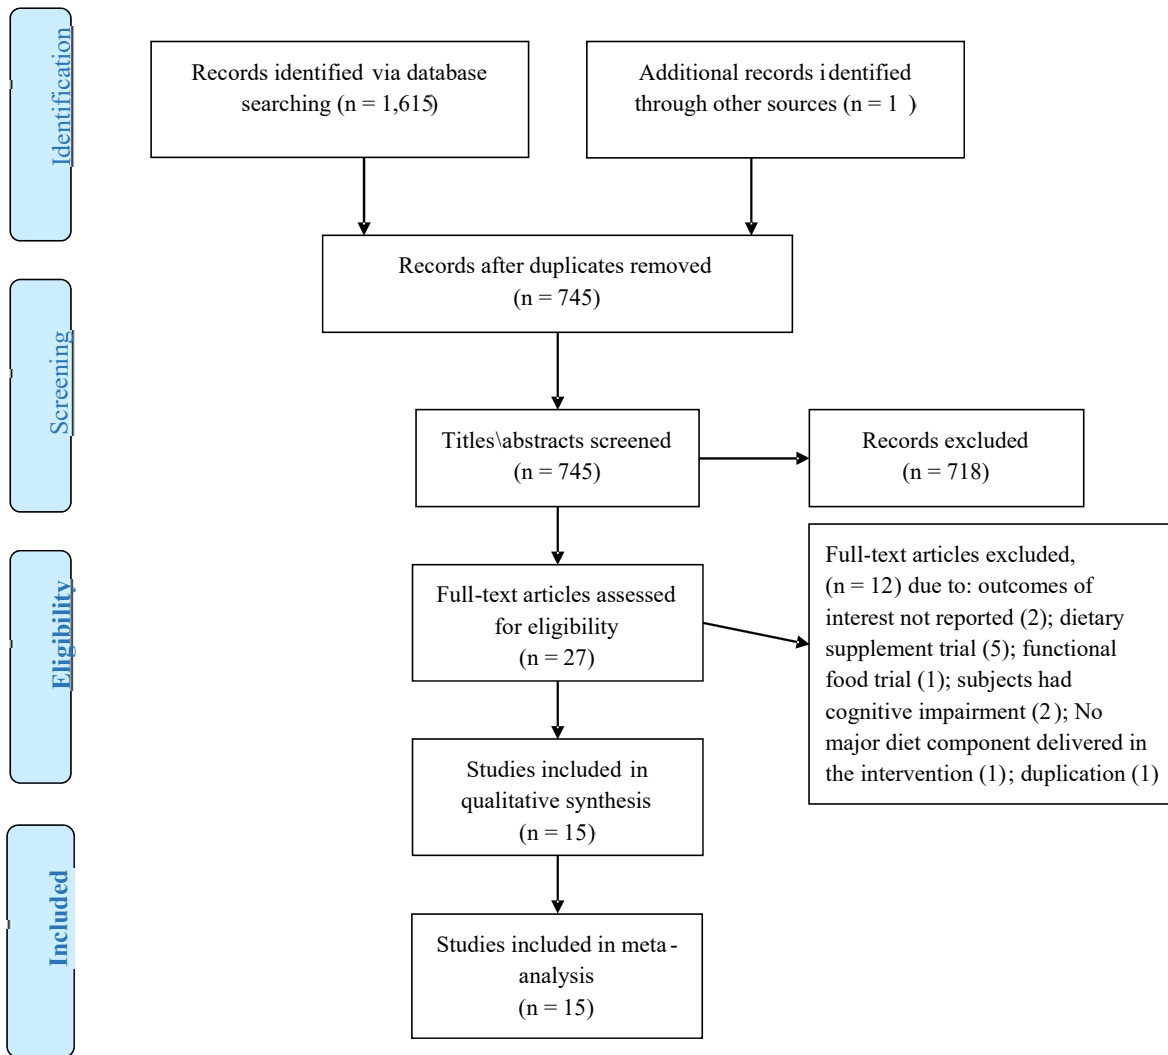 Identification
Records identified via database
searching (n = 1,615)
Additional records identified
through other sources (n = 1 )
Records after duplicates removed
(n = 745)
Screening
Titles\abstracts screened
(n = 745)
Records excluded
(n = 718)
Eligibility
Full-text articles assessed
for eligibility
(n = 27)
Full-text articles excluded,
(n = 12) due to: outcomes of
interest not reported (2); dietary
supplement trial (5); functional
food trial (1); subjects had
cognitive impairment (2); No
major diet component delivered in
the intervention (1); duplication (1)
Studies included in
qualitative synthesis
(n = 15)
Included
Studies included in meta-
analysis
(n = 15)